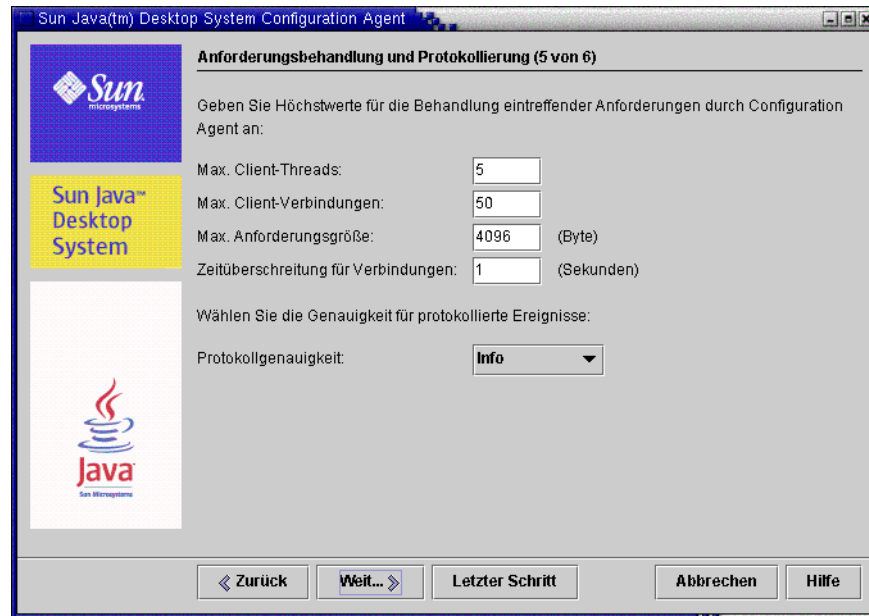 Sun Java(tm) Desktop System Configuration Agent
Sun
microsystems
Sun Java™
Desktop
System
Java
Sun Microsystems
Anforderungsbehandlung und Protokollierung (5 von 6)
Geben Sie Höchstwerte für die Behandlung eintreffender Anforderungen durch Configuration
Agent an:
Max. Client-Threads: 5
Max. Client-Verbindungen: 50
Max. Anforderungsgröße: 4096 (Byte)
Zeitüberschreitung für Verbindungen: 1 (Sekunden)
Wählen Sie die Genauigkeit für protokollierte Ereignisse:
Protokollgenauigkeit: Info
Zurück Weit... Letzter Schritt Abbrechen Hilfe